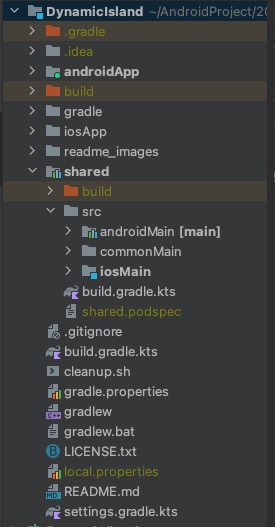 DynamicIsland ~/AndroidProject/20
.gradle
.idea
androidApp
build
gradle
iosApp
readme_images
shared
build
src
androidMain [main]
commonMain
iosMain
build.gradle.kts
shared.podspec
.gitignore
build.gradle.kts
cleanup.sh
gradle.properties
gradlew
gradlew.bat
LICENSE.txt
local.properties
README.md
settings.gradle.kts